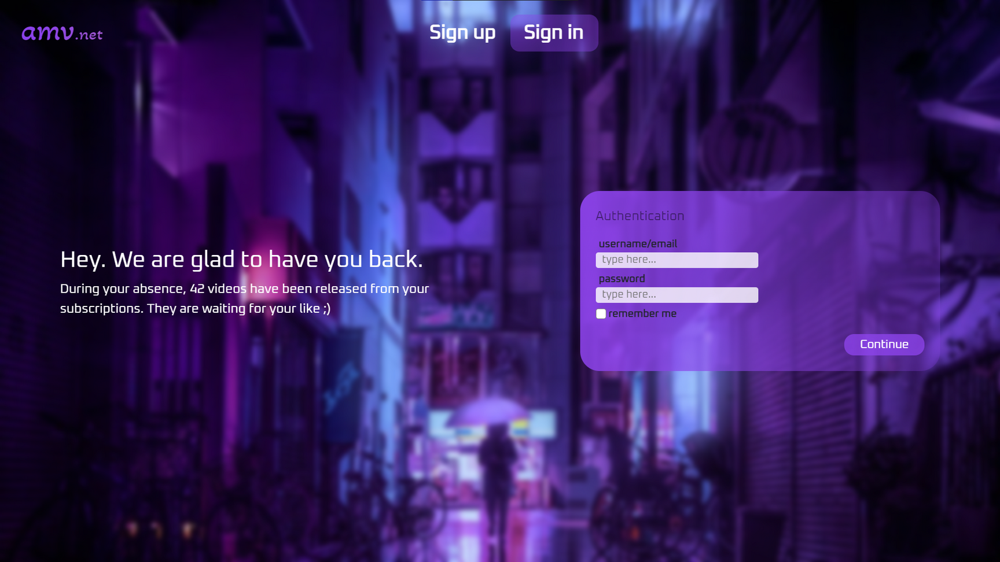 amv.net
Sign up
Sign in
Hey. We are glad to have you back.
During your absence, 42 videos have been released from your
subscriptions. They are waiting for your like ;)
Authentication
username/email
type here...
password
type here...
remember me
Continue